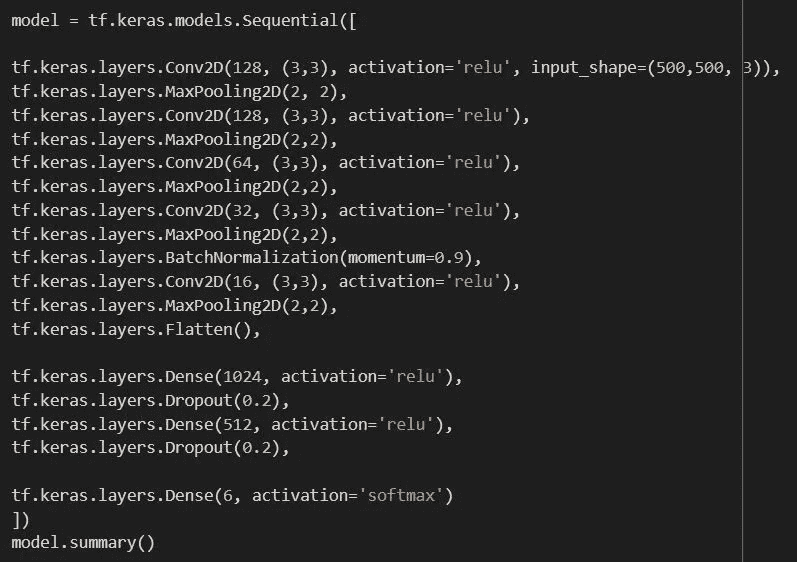 model = tf.keras.models.Sequential([
tf.keras.layers.Conv2D(128, (3,3), activation='relu', input_shape=(500,500, 3)),
tf.keras.layers.MaxPooling2D(2, 2),
tf.keras.layers.Conv2D(128, (3,3), activation='relu'),
tf.keras.layers.MaxPooling2D(2,2),
tf.keras.layers.Conv2D(64, (3,3), activation='relu'),
tf.keras.layers.MaxPooling2D(2,2),
tf.keras.layers.Conv2D(32, (3,3), activation='relu'),
tf.keras.layers.MaxPooling2D(2,2),
tf.keras.layers.BatchNormalization(momentum=0.9),
tf.keras.layers.Conv2D(16, (3,3), activation='relu'),
tf.keras.layers.MaxPooling2D(2,2),
tf.keras.layers.Flatten(),
tf.keras.layers.Dense(1024, activation='relu'),
tf.keras.layers.Dropout(0.2),
tf.keras.layers.Dense(512, activation='relu'),
tf.keras.layers.Dropout(0.2),
tf.keras.layers.Dense(6, activation='softmax')
])
model.summary()